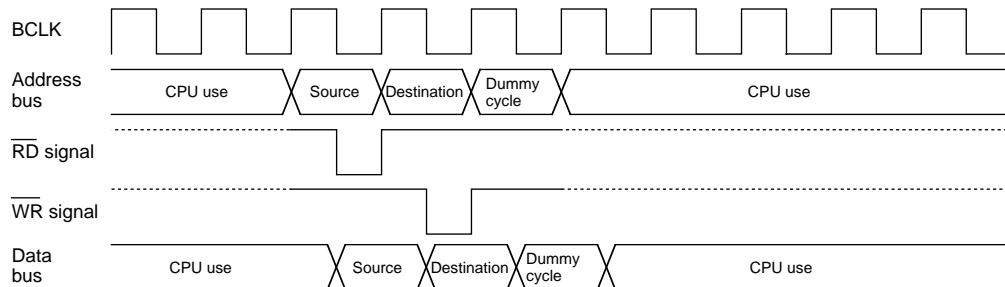 BCLK
Address
bus
CPU use
Source
Destination
Dummy
cycle
CPU use
RD signal
WR signal
Data
bus
CPU use
Source
Destination
Dummy
cycle
CPU use